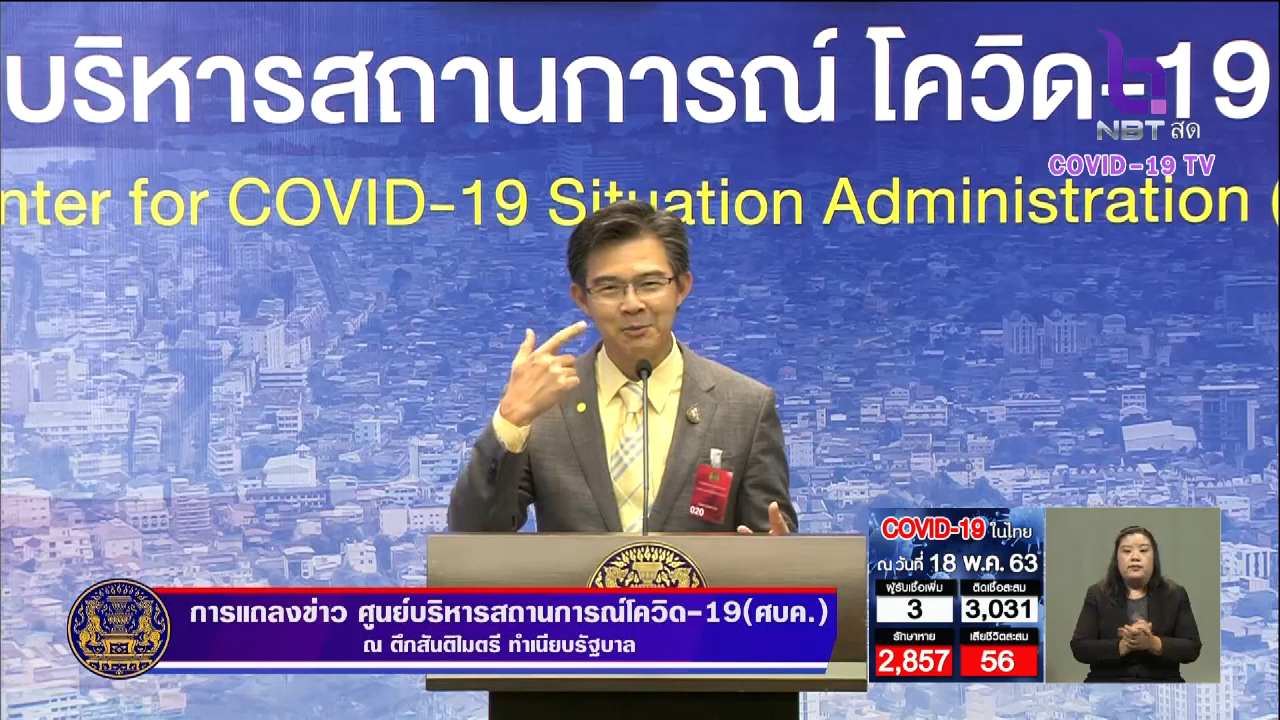 บริหารสถานการณ์ โควิด-19
NBT สด
COVID-19 TV
nter for COVID-19 Situation Administration (
020
COVID-19 ในไทย
ณ วันที่ 18 พ.ค. 63
ผู้รับเชื้อเพิ่ม
3
ติดเชื้อสะสม
3,031
รักษาหาย
2,857
เสียชีวิตสะสม
56
การแถลงข่าว ศูนย์บริหารสถานการณ์โควิด-19(ศบค.)
ณ ตึกสันติไมตรี ทำเนียบรัฐบาล